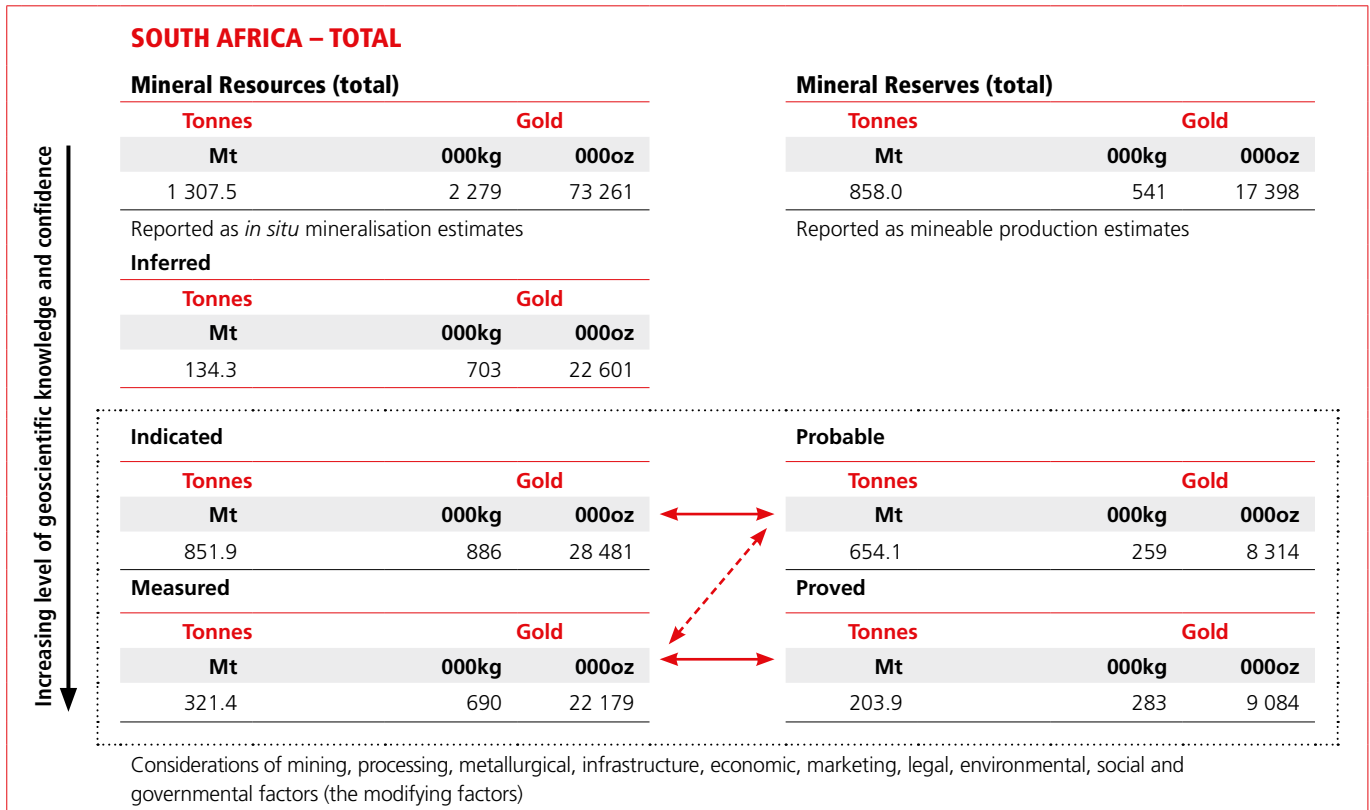 SOUTH AFRICA – TOTAL
Mineral Resources (total)
Tonnes Gold
Mt 000kg 000oz
1 307.5 2 279 73 261
Reported as in situ mineralisation estimates
Inferred
Tonnes Gold
Mt 000kg 000oz
134.3 703 22 601
Mineral Reserves (total)
Tonnes Gold
Mt 000kg 000oz
858.0 541 17 398
Reported as mineable production estimates
Indicated
Tonnes Gold
Mt 000kg 000oz
851.9 886 28 481
Measured
Tonnes Gold
Mt 000kg 000oz
321.4 690 22 179
Probable
Tonnes Gold
Mt 000kg 000oz
654.1 259 8 314
Proved
Tonnes Gold
Mt 000kg 000oz
203.9 283 9 084
Increasing level of geoscientific knowledge and confidence
Considerations of mining, processing, metallurgical, infrastructure, economic, marketing, legal, environmental, social and
governmental factors (the modifying factors)